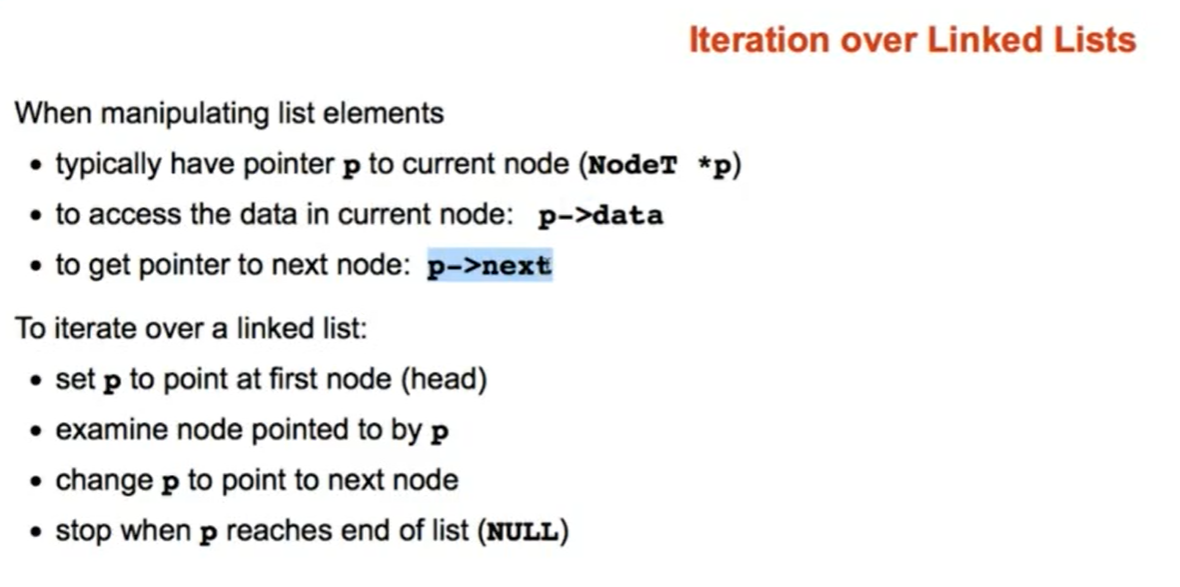 Iteration over Linked Lists
When manipulating list elements
• typically have pointer p to current node (NodeT *p)
• to access the data in current node: p->data
• to get pointer to next node: p->next
To iterate over a linked list:
• set p to point at first node (head)
• examine node pointed to by p
• change p to point to next node
• stop when p reaches end of list (NULL)